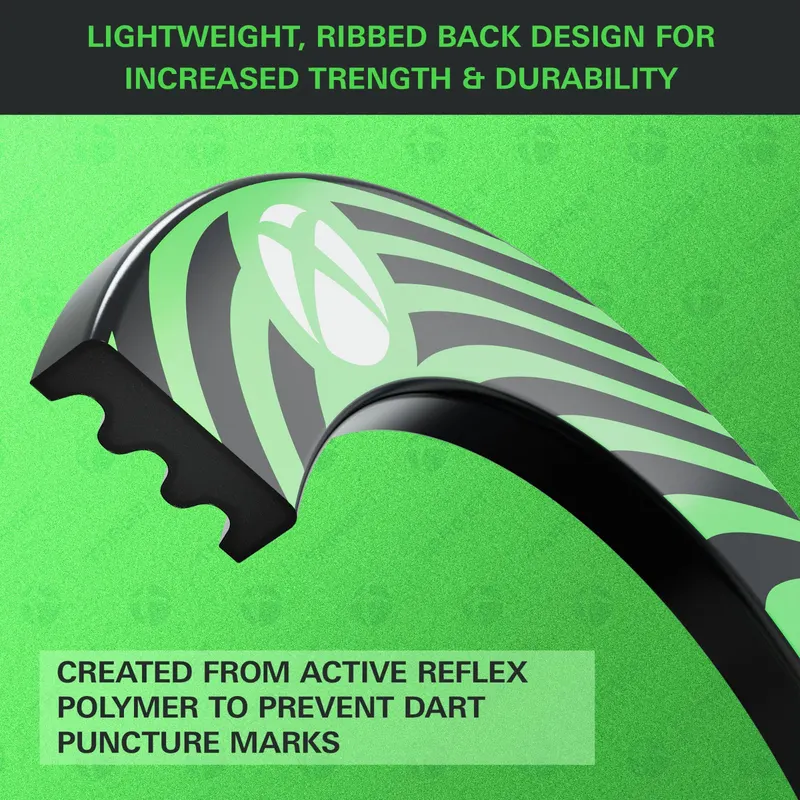 LIGHTWEIGHT, RIBBED BACK DESIGN FOR
INCREASED TRENGTH & DURABILITY
CREATED FROM ACTIVE REFLEX
POLYMER TO PREVENT DART
PUNCTURE MARKS